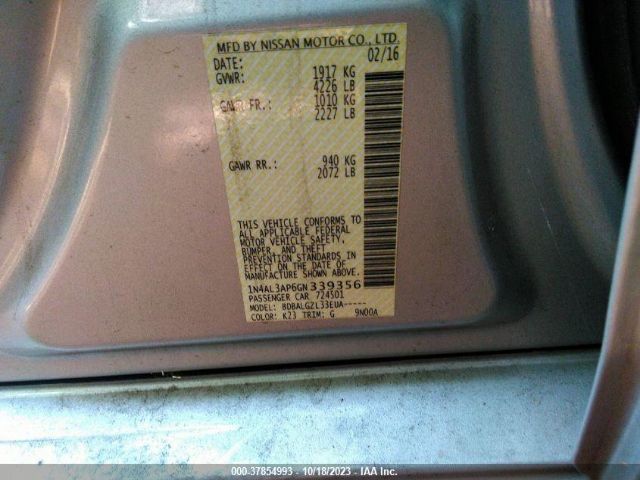 MFD BY NISSAN MOTOR CO., LTD.
DATE: 02/16
GVWR: 1917 KG
4226 LB
GAWR FR.: 1010 KG
2227 LB
GAWR RR.: 940 KG
2072 LB
THIS VEHICLE CONFORMS TO
ALL APPLICABLE FEDERAL
MOTOR VEHICLE SAFETY,
BUMPER, AND THEFT
PREVENTION STANDARDS IN
EFFECT ON THE DATE OF
MANUFACTURE SHOWN ABOVE.
1N4AL3AP6GN339356
PASSENGER CAR 724501
MODEL: BDBALGZL33EUA-----
COLOR: K23 TRIM: G 9N00A
000-37854993 - 10/18/2023 - IAA Inc.